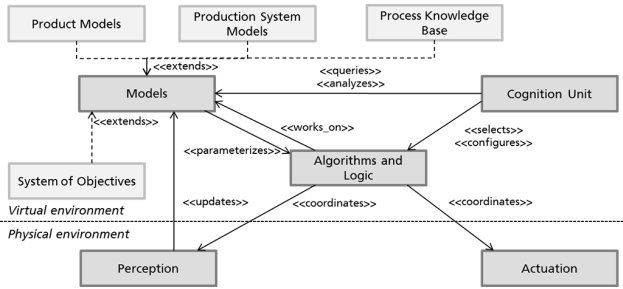 Product Models
Production System
Models
Process Knowledge
Base
<<extends>>
<<queries>>
<<analyzes>>
Models
Cognition Unit
<<extends>>
<<works_on>>
<<selects>>
<<configures>>
<<parameterizes>>
Algorithms and
Logic
System of Objectives
<<updates>>
<<coordinates>>
<<coordinates>>
Virtual environment
Physical environment
Perception
Actuation